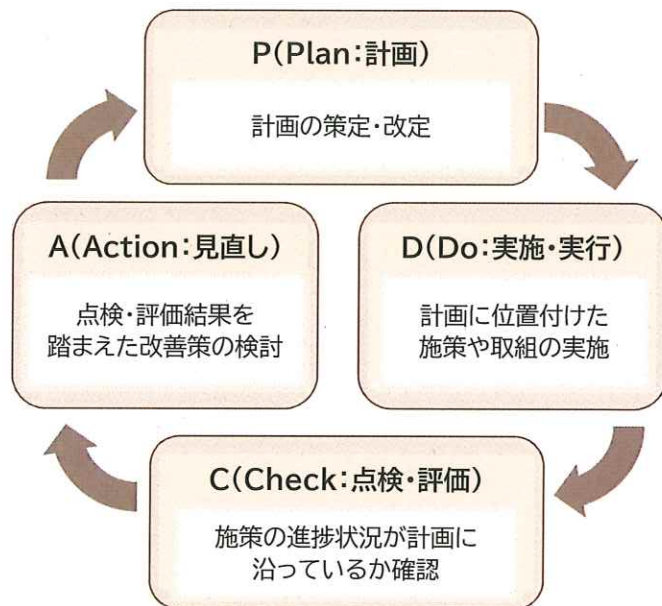 P(Plan:計画)
計画の策定・改定
A(Action:見直し)
点検・評価結果を
踏まえた改善策の検討
D(Do:実施・実行)
計画に位置付けた
施策や取組の実施
C(Check:点検・評価)
施策の進捗状況が計画に
沿っているか確認